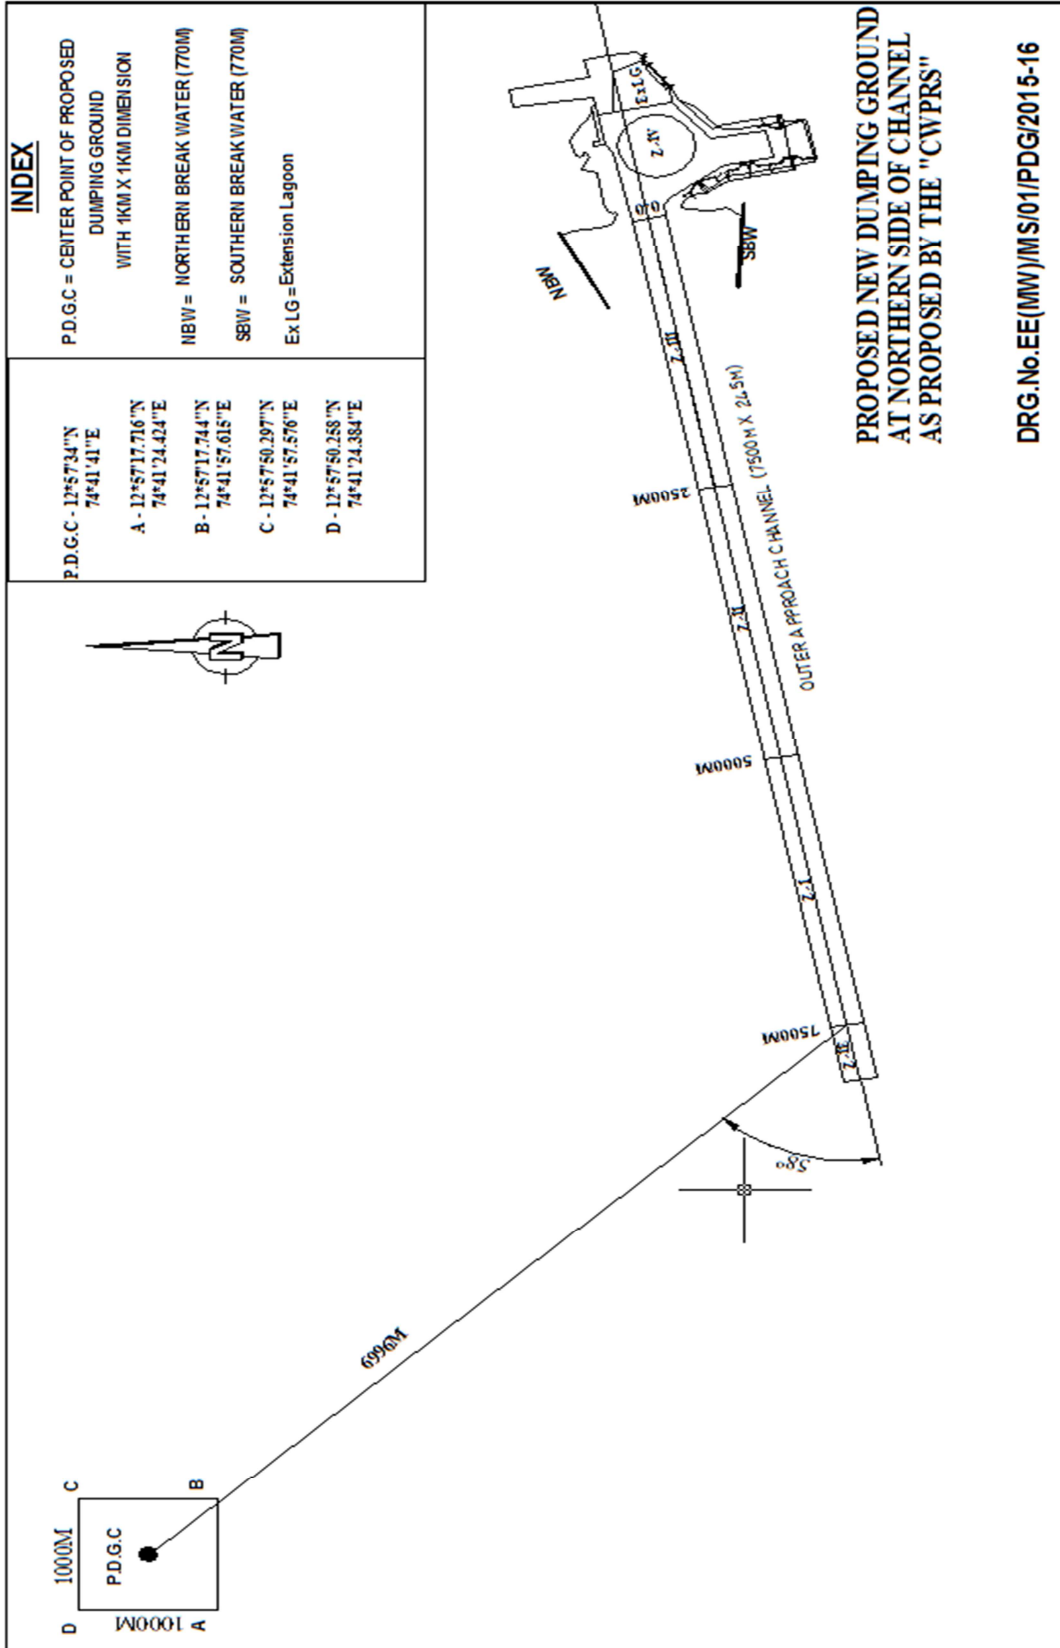 INDEX
P.D.G.C = CENTER POINT OF PROPOSED
DUMPING GROUND
WITH 1KM X 1KM DIMENSION
NBW = NORTHERN BREAK WATER (770M)
SBW = SOUTHERN BREAK WATER (770M)
Ex LG = Extension Lagoon
P.D.G.C - 12°57'34"N
74°41'41"E
A - 12°57'17.716"N
74°41'24.424"E
B - 12°57'17.744"N
74°41'57.615"E
C - 12°57'50.297"N
74°41'57.576"E
D - 12°57'50.258"N
74°41'24.384"E
N
D
1000M
C
P.D.G.C
1000M
A
B
6996M
58°
7500M
Z-IE
Z-I
5000M
Z-II
2500M
Z-III
OUTER APPROACH CHANNEL (7500M X 245M)
NBW
SBW
0/0
Z-IV
Ex LG
PROPOSED NEW DUMPING GROUND
AT NORTHERN SIDE OF CHANNEL
AS PROPOSED BY THE "CWPRS"
DRG.No.EE(MW)/MS/01/PDG/2015-16